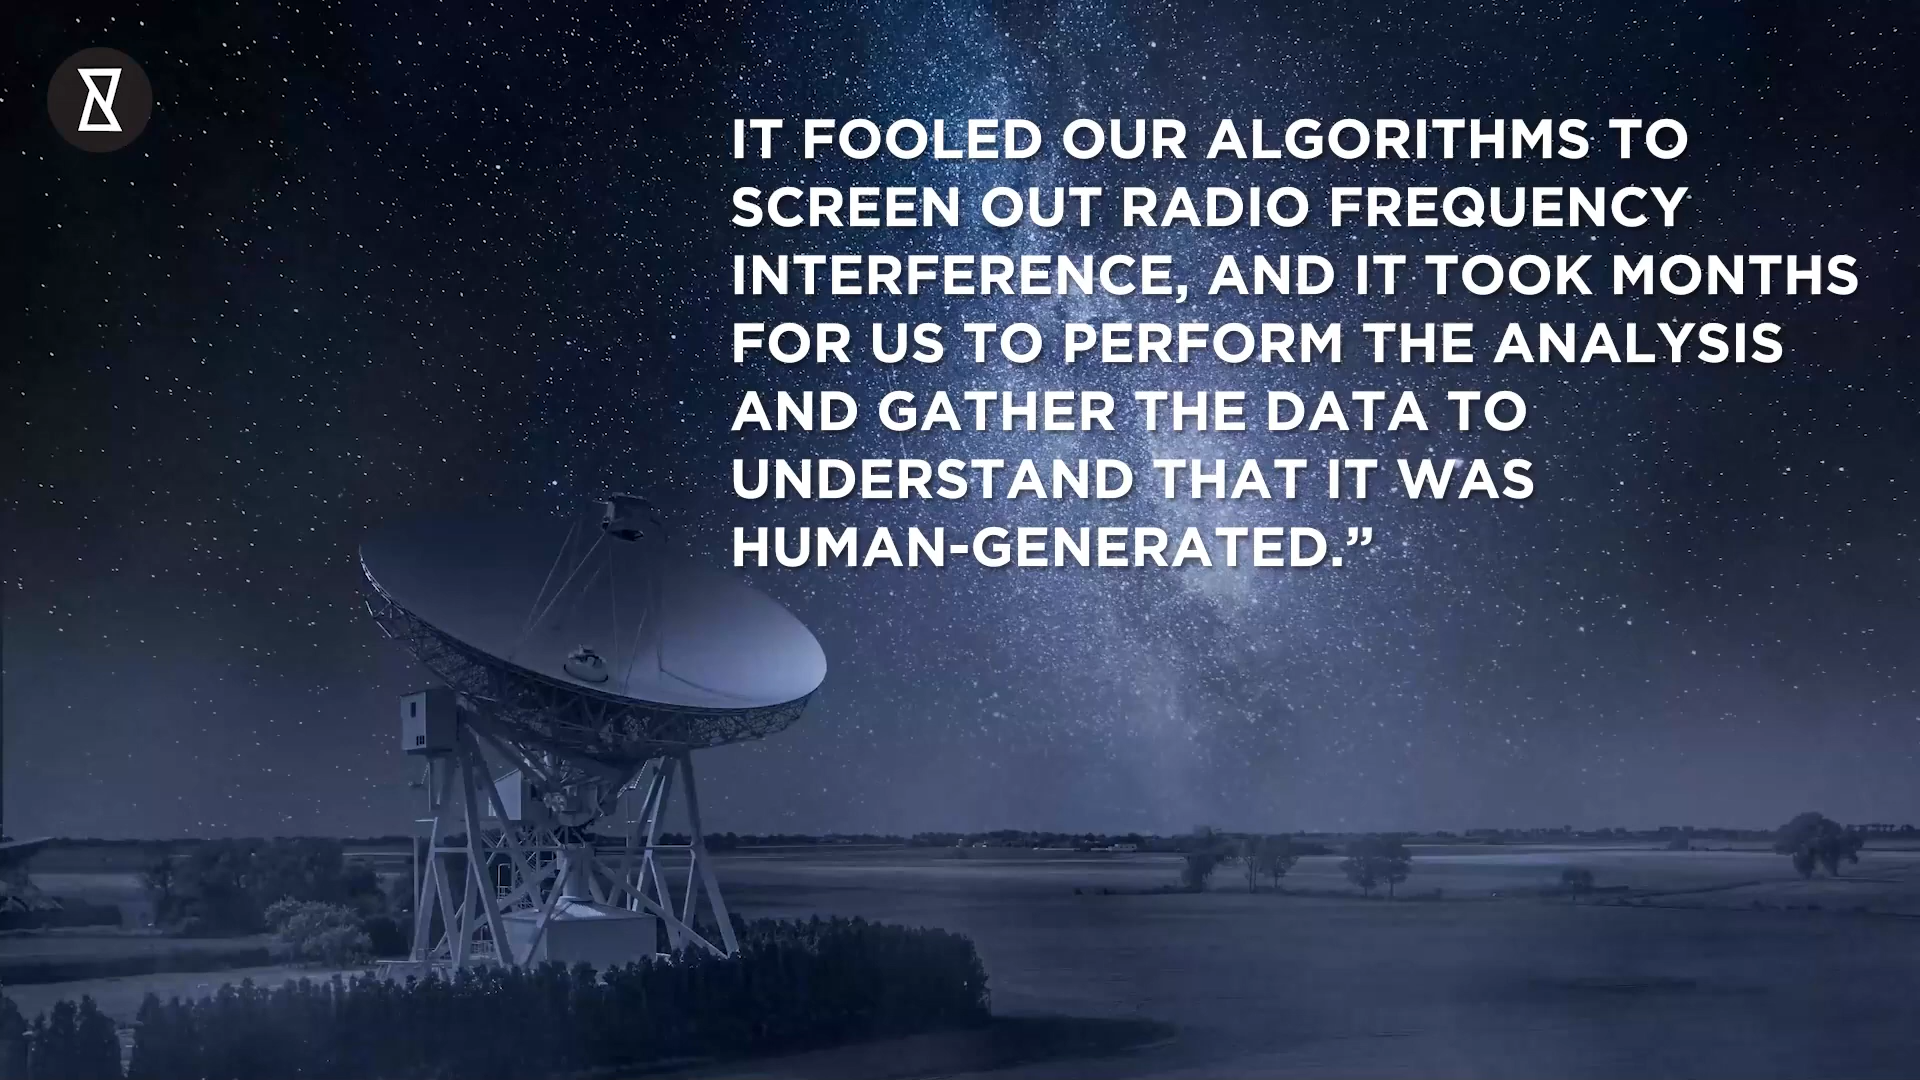 IT FOOLED OUR ALGORITHMS TO
SCREEN OUT RADIO FREQUENCY
INTERFERENCE, AND IT TOOK MONTHS
FOR US TO PERFORM THE ANALYSIS
AND GATHER THE DATA TO
UNDERSTAND THAT IT WAS
HUMAN-GENERATED.”